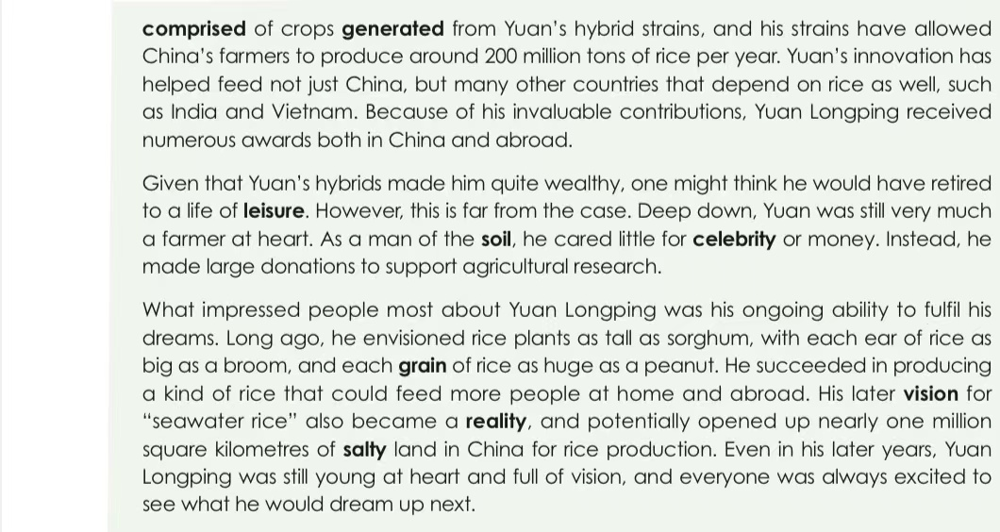 comprised of crops generated from Yuan's hybrid strains, and his strains have allowed
China's farmers to produce around 200 million tons of rice per year. Yuan's innovation has
helped feed not just China, but many other countries that depend on rice as well, such
as India and Vietnam. Because of his invaluable contributions, Yuan Longping received
numerous awards both in China and abroad.
Given that Yuan's hybrids made him quite wealthy, one might think he would have retired
to a life of leisure. However, this is far from the case. Deep down, Yuan was still very much
a farmer at heart. As a man of the soil, he cared little for celebrity or money. Instead, he
made large donations to support agricultural research.
What impressed people most about Yuan Longping was his ongoing ability to fulfil his
dreams. Long ago, he envisioned rice plants as tall as sorghum, with each ear of rice as
big as a broom, and each grain of rice as huge as a peanut. He succeeded in producing
a kind of rice that could feed more people at home and abroad. His later vision for
“seawater rice” also became a reality, and potentially opened up nearly one million
square kilometres of salty land in China for rice production. Even in his later years, Yuan
Longping was still young at heart and full of vision, and everyone was always excited to
see what he would dream up next.